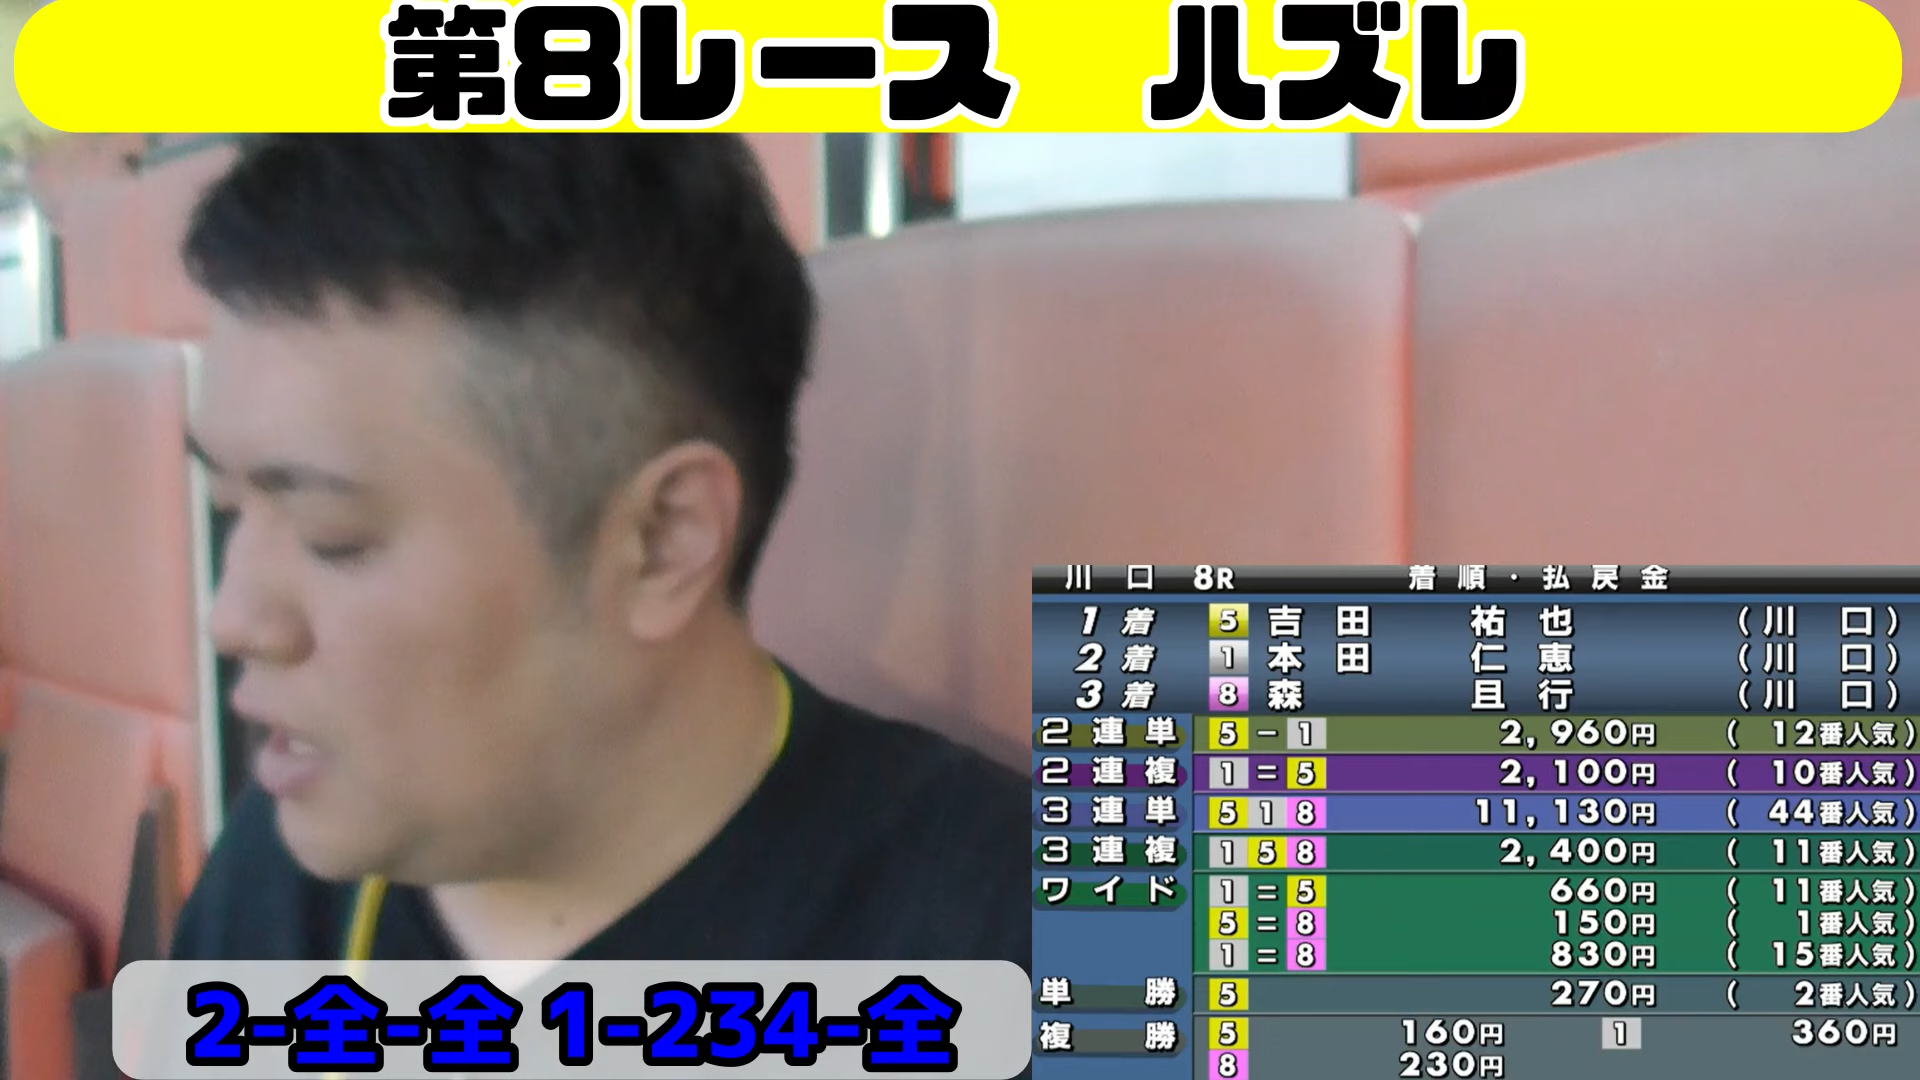 第8レース ハズレ
川口 8R 着順・払戻金
1着 5 吉田 祐也 (川口)
2着 1 本田 仁恵 (川口)
3着 8 森 且行 (川口)
2連単 5-1 2,960円 (12番人気)
2連複 1=5 2,100円 (10番人気)
3連単 5 1 8 11,130円 (44番人気)
3連複 1 5 8 2,400円 (11番人気)
ワイド 1=5 660円 (11番人気)
5=8 150円 (1番人気)
1=8 830円 (15番人気)
単勝 5 270円 (2番人気)
複勝 5 160円 1 360円
8 230円
2-全-全 1-234-全